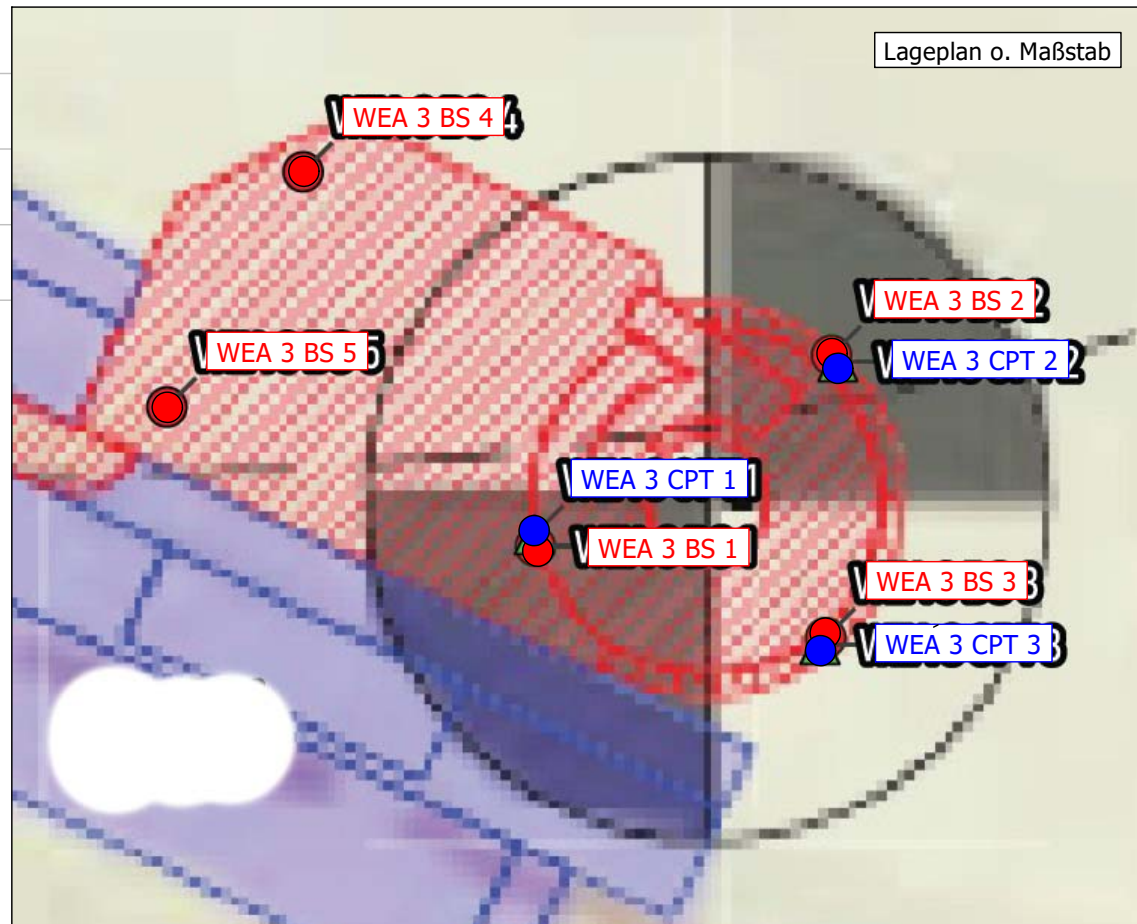 Lageplan o. Maßstab
WEA 3 BS 4
WEA 3 BS 2
WEA 3 BS 5
WEA 3 CPT 2
WEA 3 CPT 1
WEA 3 BS 1
WEA 3 BS 3
WEA 3 CPT 3